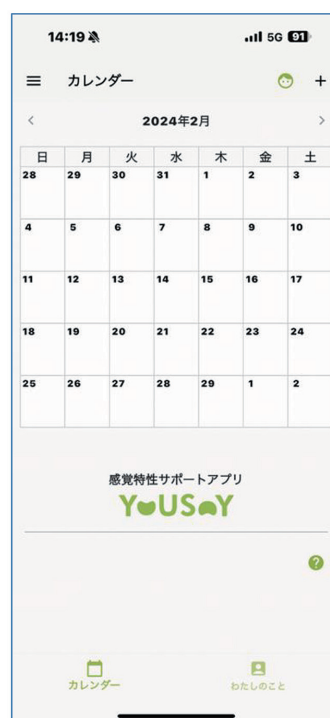 14:19 5G 91
カレンダー +
< 2024年2月 >
日 月 火 水 木 金 土
28 29 30 31 1 2 3
4 5 6 7 8 9 10
11 12 13 14 15 16 17
18 19 20 21 22 23 24
25 26 27 28 29 1 2
感覚特性サポートアプリ
YOUSAY
?
カレンダー わたしのこと